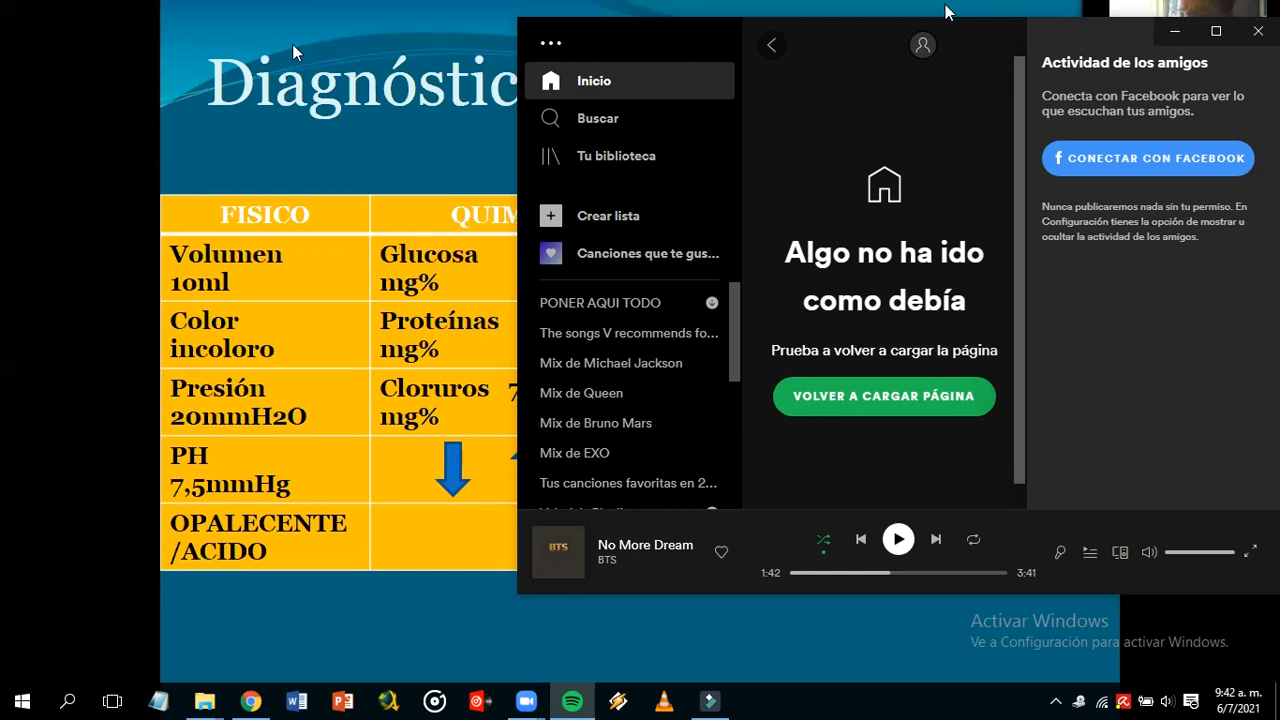 Diagnóstic
FISICO
QUIM
Volumen
10ml
Glucosa
mg%
Color
incoloro
Proteínas
mg%
Presión
20mmH2O
Cloruros 7
mg%
PH
7,5mmHg
OPALECENTE
/ACIDO
Inicio
Buscar
Tu biblioteca
Crear lista
Canciones que te gus...
PONER AQUI TODO
The songs V recommends fo...
Mix de Michael Jackson
Mix de Queen
Mix de Bruno Mars
Mix de EXO
Tus canciones favoritas en 2...
Algo no ha ido
como debía
Prueba a volver a cargar la página
VOLVER A CARGAR PÁGINA
Actividad de los amigos
Conecta con Facebook para ver lo
que escuchan tus amigos.
f CONECTAR CON FACEBOOK
Nunca publicaremos nada sin tu permiso. En
Configuración tienes la opción de mostrar u
ocultar la actividad de los amigos.
BTS
No More Dream
BTS
1:42
3:41
Activar Windows
Ve a Configuración para activar Windows.
9:42 a. m.
6/7/2021